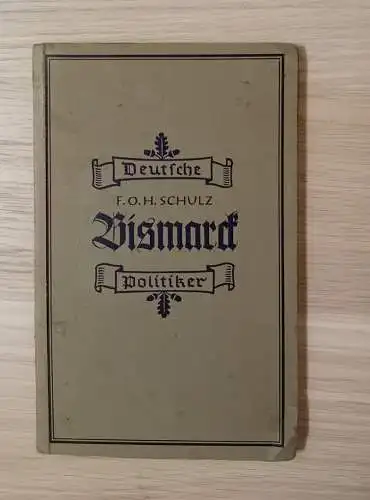 Deutſche
F. O. H. SCHULZ
Bismarck
Politiker